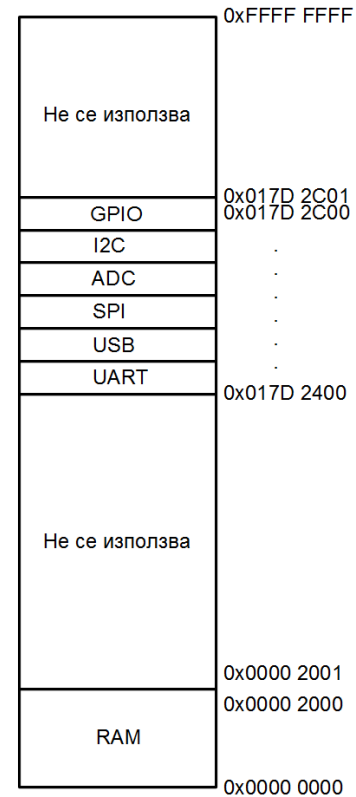 0xFFFF FFFF
Не се използва
0x017D 2C01
0x017D 2C00
GPIO
I2C
ADC
SPI
USB
UART
0x017D 2400
Не се използва
0x0000 2001
0x0000 2000
RAM
0x0000 0000